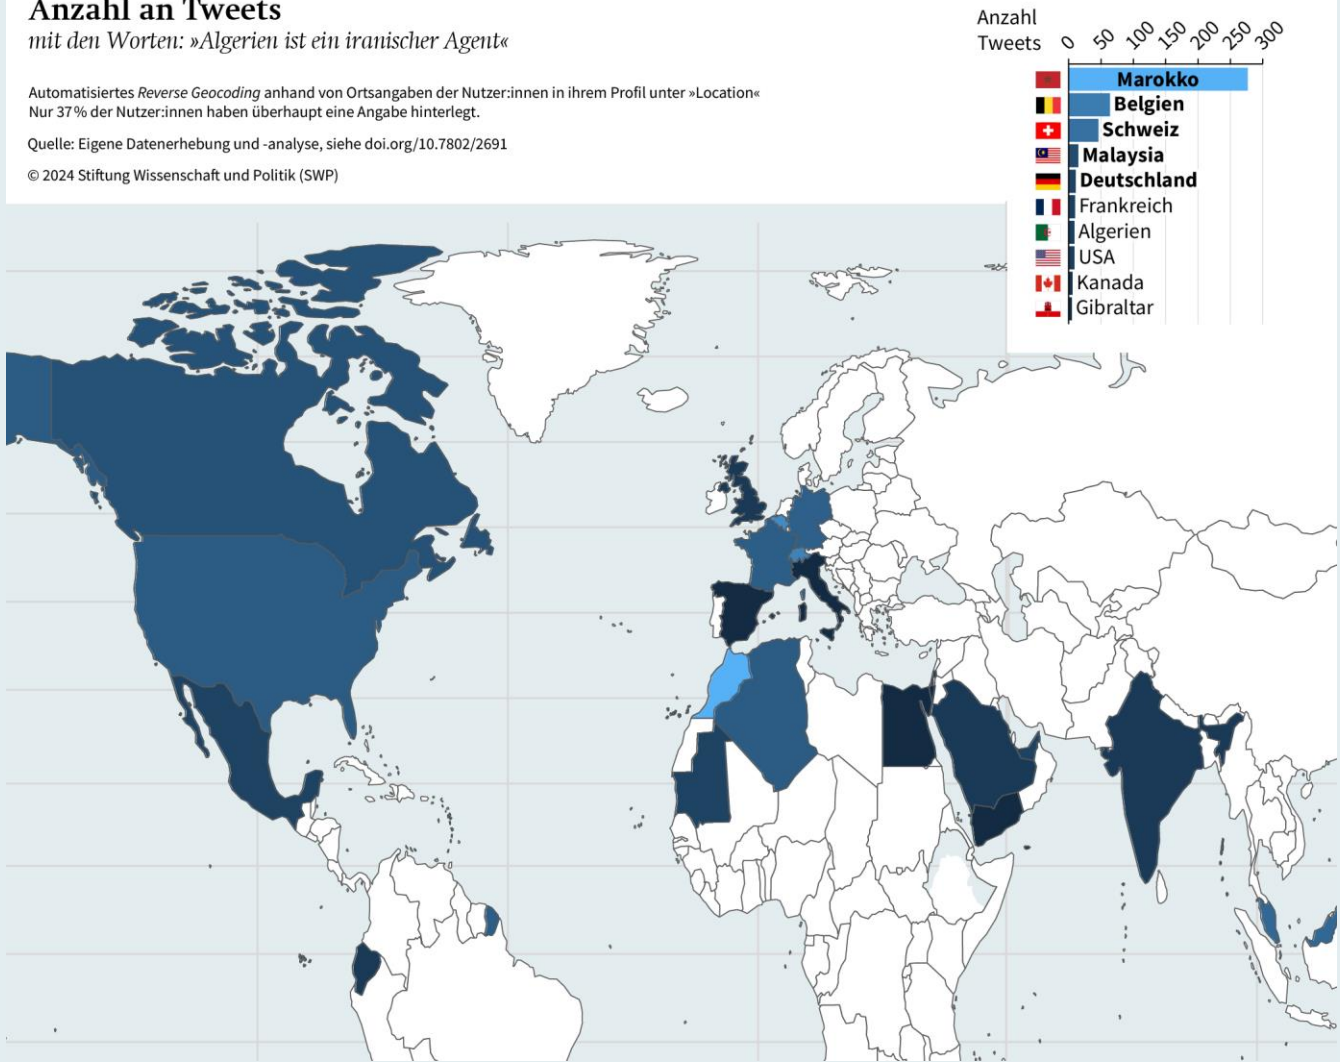 Anzahl an Tweets
mit den Worten: »Algerien ist ein iranischer Agent«
Automatisiertes Reverse Geocoding anhand von Ortsangaben der Nutzer:innen in ihrem Profil unter »Location«
Nur 37 % der Nutzer:innen haben überhaupt eine Angabe hinterlegt.
Quelle: Eigene Datenerhebung und -analyse, siehe doi.org/10.7802/2691
© 2024 Stiftung Wissenschaft und Politik (SWP)
Anzahl
Tweets
0 50 100 150 200 250 300
Marokko
Belgien
Schweiz
Malaysia
Deutschland
Frankreich
Algerien
USA
Kanada
Gibraltar